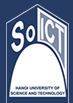 SoICT
HANOI UNIVERSITY OF
SCIENCE AND TECHNOLOGY